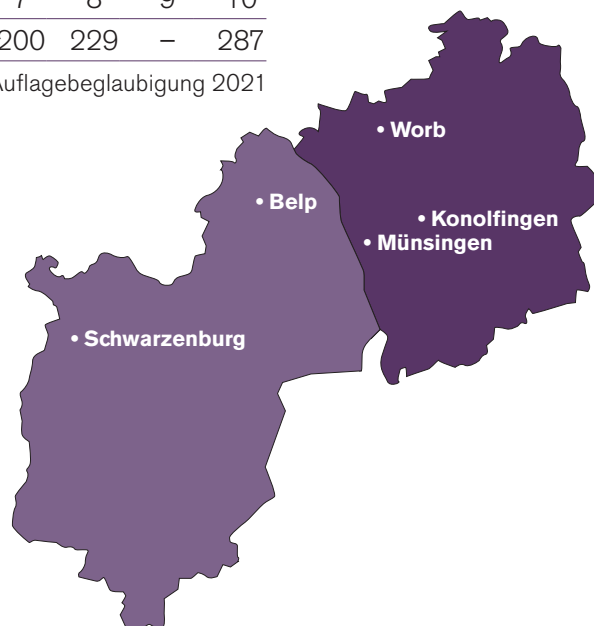 7 8 9 10
200 229 – 287
Auflagebeglaubigung 2021
• Worb
• Belp
• Konolfingen
• Münsingen
• Schwarzenburg